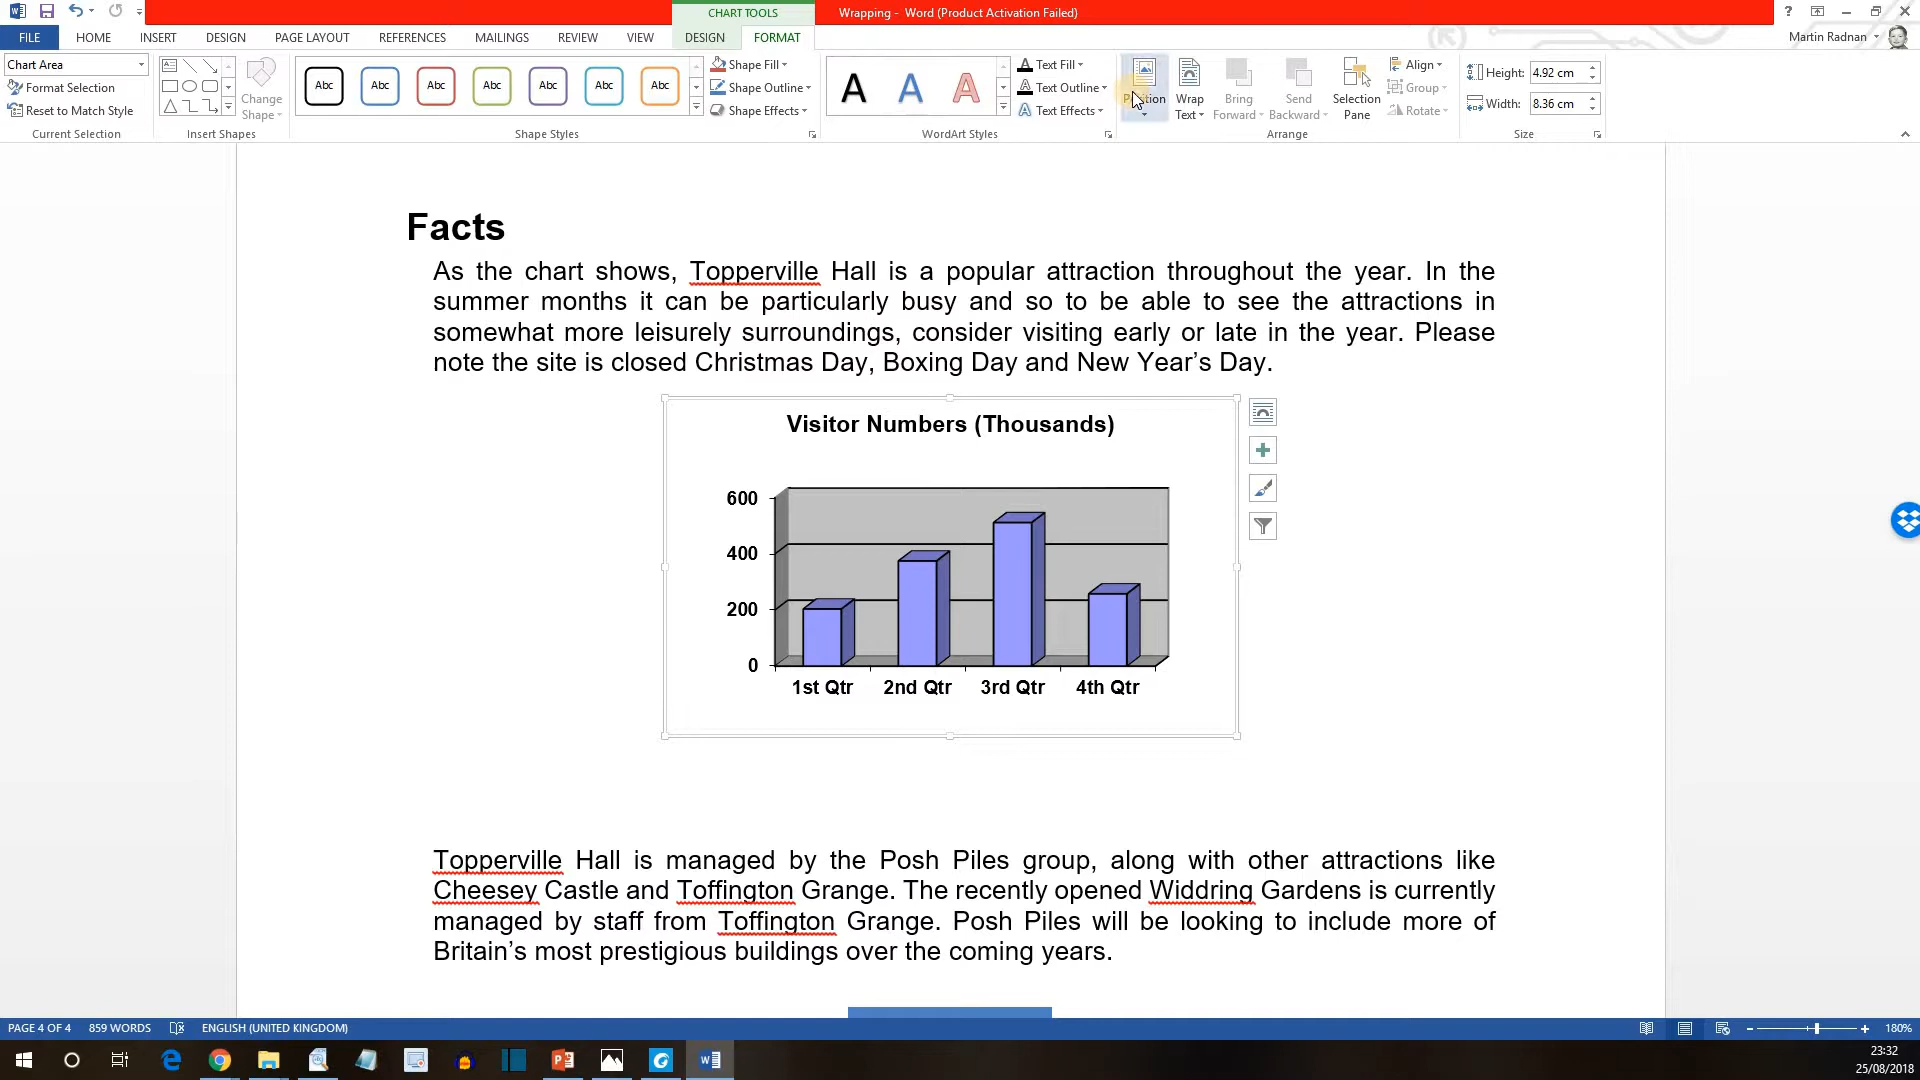 CHART TOOLS
Wrapping - Word (Product Activation Failed)
?
FILE
HOME
INSERT
DESIGN
PAGE LAYOUT
REFERENCES
MAILINGS
REVIEW
VIEW
DESIGN
FORMAT
Martin Radnan
Chart Area
Format Selection
Reset to Match Style
Current Selection
Change
Shape
Insert Shapes
Abc
Abc
Abc
Abc
Abc
Abc
Abc
Shape Fill
Shape Outline
Shape Effects
Shape Styles
A
A
A
Text Fill
Text Outline
Text Effects
WordArt Styles
Position
Wrap
Text
Bring
Forward
Send
Backward
Selection
Pane
Align
Group
Rotate
Arrange
Height: 4.92 cm
Width: 8.36 cm
Size
Facts
As the chart shows, Topperville Hall is a popular attraction throughout the year. In the
summer months it can be particularly busy and so to be able to see the attractions in
somewhat more leisurely surroundings, consider visiting early or late in the year. Please
note the site is closed Christmas Day, Boxing Day and New Year’s Day.
Visitor Numbers (Thousands)
600
400
200
0
1st Qtr 2nd Qtr 3rd Qtr 4th Qtr
Topperville Hall is managed by the Posh Piles group, along with other attractions like
Cheesey Castle and Toffington Grange. The recently opened Widdring Gardens is currently
managed by staff from Toffington Grange. Posh Piles will be looking to include more of
Britain’s most prestigious buildings over the coming years.
PAGE 4 OF 4
859 WORDS
ENGLISH (UNITED KINGDOM)
180%
23:32
25/08/2018